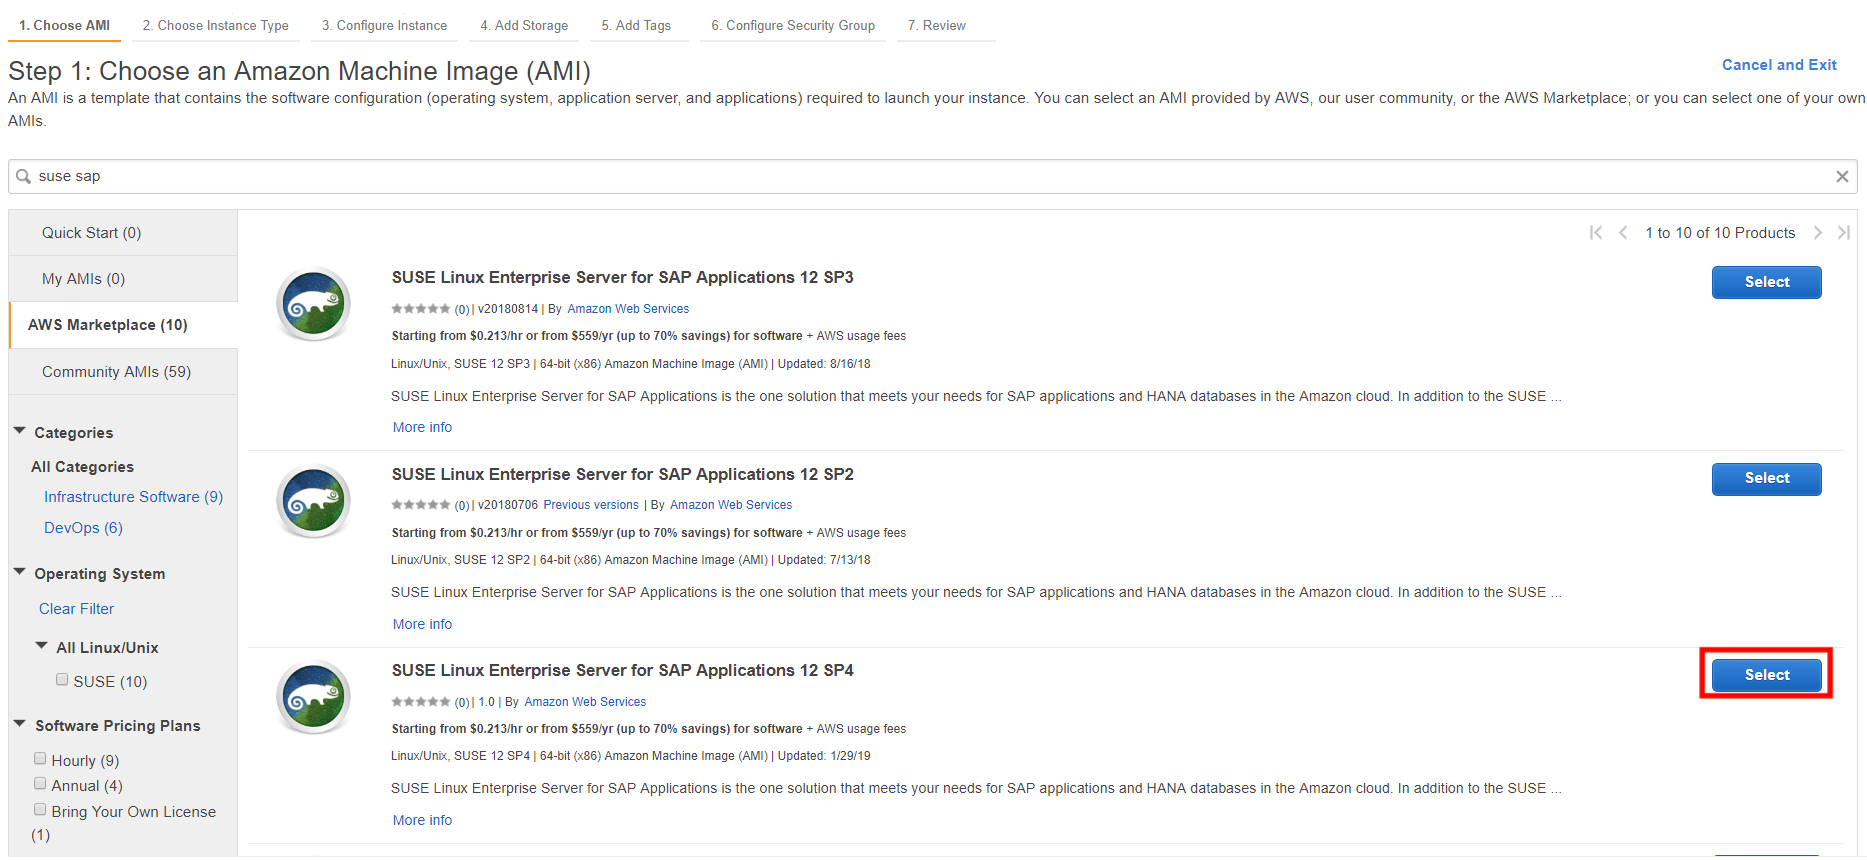 1. Choose AMI 2. Choose Instance Type 3. Configure Instance 4. Add Storage 5. Add Tags 6. Configure Security Group 7. Review
Step 1: Choose an Amazon Machine Image (AMI)
Cancel and Exit
An AMI is a template that contains the software configuration (operating system, application server, and applications) required to launch your instance. You can select an AMI provided by AWS, our user community, or the AWS Marketplace; or you can select one of your own
AMIs.
suse sap
Quick Start (0)
My AMIs (0)
AWS Marketplace (10)
Community AMIs (59)
Categories
All Categories
Infrastructure Software (9)
DevOps (6)
Operating System
Clear Filter
All Linux/Unix
SUSE (10)
Software Pricing Plans
Hourly (9)
Annual (4)
Bring Your Own License
(1)
1 to 10 of 10 Products
SUSE Linux Enterprise Server for SAP Applications 12 SP3
Select
(0) | v20180814 | By Amazon Web Services
Starting from $0.213/hr or from $559/yr (up to 70% savings) for software + AWS usage fees
Linux/Unix, SUSE 12 SP3 | 64-bit (x86) Amazon Machine Image (AMI) | Updated: 8/16/18
SUSE Linux Enterprise Server for SAP Applications is the one solution that meets your needs for SAP applications and HANA databases in the Amazon cloud. In addition to the SUSE ...
More info
SUSE Linux Enterprise Server for SAP Applications 12 SP2
Select
(0) | v20180706 Previous versions | By Amazon Web Services
Starting from $0.213/hr or from $559/yr (up to 70% savings) for software + AWS usage fees
Linux/Unix, SUSE 12 SP2 | 64-bit (x86) Amazon Machine Image (AMI) | Updated: 7/13/18
SUSE Linux Enterprise Server for SAP Applications is the one solution that meets your needs for SAP applications and HANA databases in the Amazon cloud. In addition to the SUSE ...
More info
SUSE Linux Enterprise Server for SAP Applications 12 SP4
Select
(0) | 1.0 | By Amazon Web Services
Starting from $0.213/hr or from $559/yr (up to 70% savings) for software + AWS usage fees
Linux/Unix, SUSE 12 SP4 | 64-bit (x86) Amazon Machine Image (AMI) | Updated: 1/29/19
SUSE Linux Enterprise Server for SAP Applications is the one solution that meets your needs for SAP applications and HANA databases in the Amazon cloud. In addition to the SUSE ...
More info